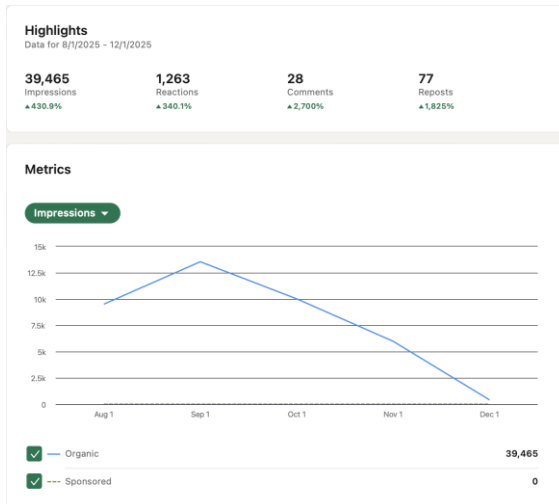 Highlights
Data for 8/1/2025 - 12/1/2025
39,465 1,263 28 77
Impressions Reactions Comments Reposts
▲430.9% ▲340.1% ▲2,700% ▲1,825%
Metrics
Impressions
15k
12.5k
10k
7.5k
5k
2.5k
0
Aug 1 Sep 1 Oct 1 Nov 1 Dec 1
Organic 39,465
Sponsored 0